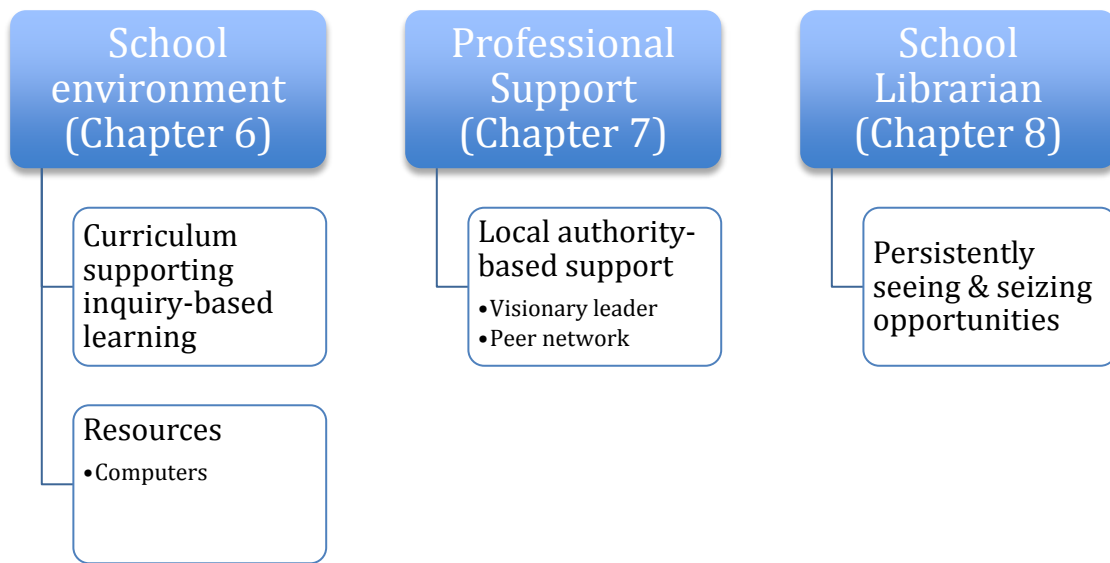 School
environment
(Chapter 6)
Curriculum
supporting
inquiry-based
learning
Resources
•Computers
Professional
Support
(Chapter 7)
Local authority-
based support
•Visionary leader
•Peer network
School
Librarian
(Chapter 8)
Persistently
seeing & seizing
opportunities